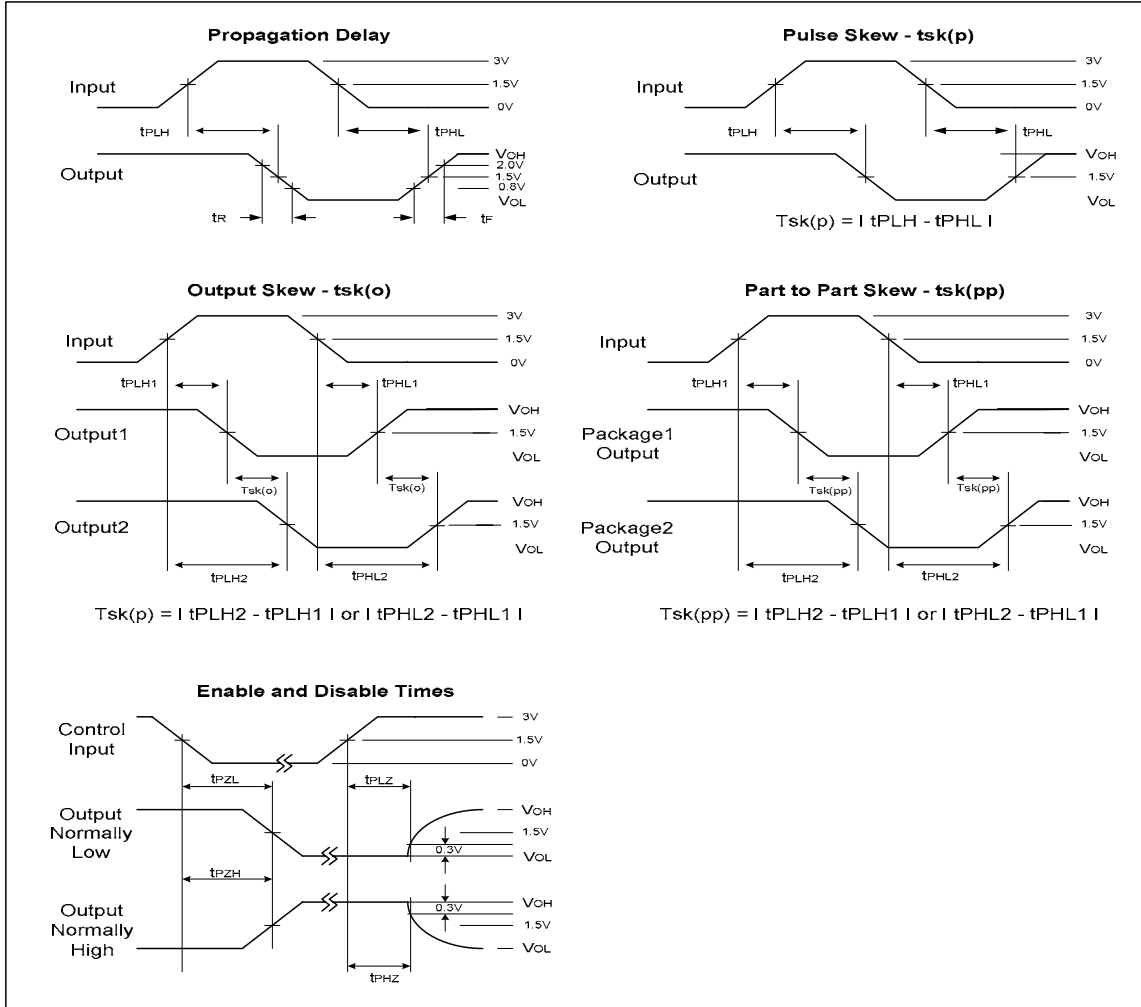 Propagation Delay
Input
3V
1.5V
0V
tPLH
tPHL
Output
VOH
2.0V
1.5V
0.8V
VOL
tR
tF
Pulse Skew - tsk(p)
Input
3V
1.5V
0V
tPLH
tPHL
Output
VOH
1.5V
VOL
Tsk(p) = I tPLH - tPHL I
Output Skew - tsk(o)
Input
3V
1.5V
0V
tPLH1
tPHL1
Output1
VOH
1.5V
VOL
Tsk(o)
Tsk(o)
Output2
VOH
1.5V
VOL
tPLH2
tPHL2
Tsk(p) = I tPLH2 - tPLH1 I or I tPHL2 - tPHL1 I
Part to Part Skew - tsk(pp)
Input
3V
1.5V
0V
tPLH1
tPHL1
Package1
Output
VOH
1.5V
VOL
Tsk(pp)
Tsk(pp)
Package2
Output
VOH
1.5V
VOL
tPLH2
tPHL2
Tsk(pp) = I tPLH2 - tPLH1 I or I tPHL2 - tPHL1 I
Enable and Disable Times
Control
Input
3V
1.5V
0V
tPZL
tPLZ
Output
Normally
Low
VOH
1.5V
0.3V
VOL
tPZH
Output
Normally
High
VOH
0.3V
1.5V
VOL
tPHZ